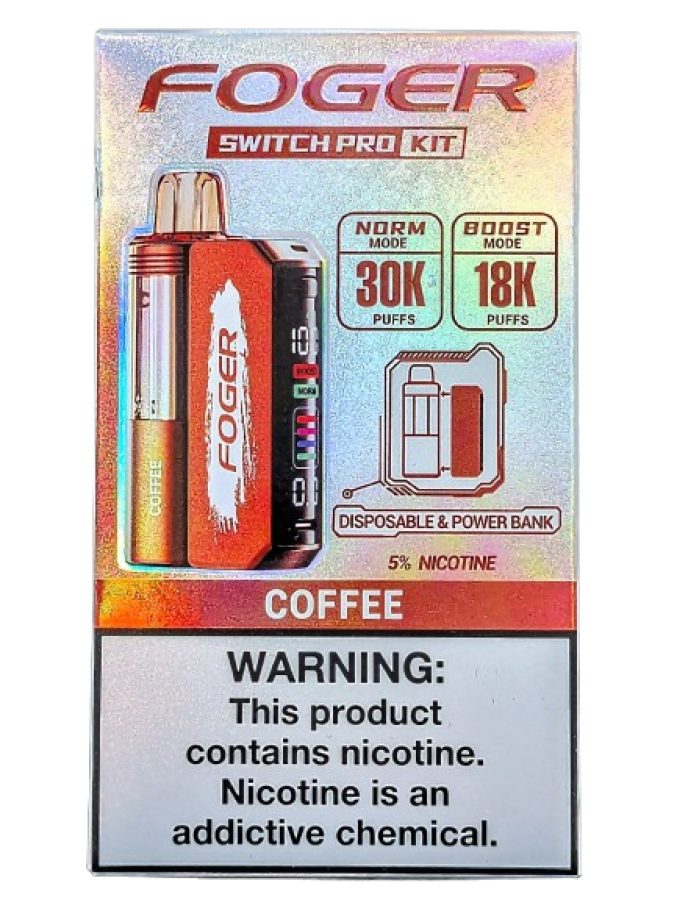 FOGER
SWITCH PRO KIT
NORM
MODE
30K
PUFFS
BOOST
MODE
18K
PUFFS
FOGER
COFFEE
BOOST
NORM
DISPOSABLE & POWER BANK
5% NICOTINE
COFFEE
WARNING:
This product
contains nicotine.
Nicotine is an
addictive chemical.